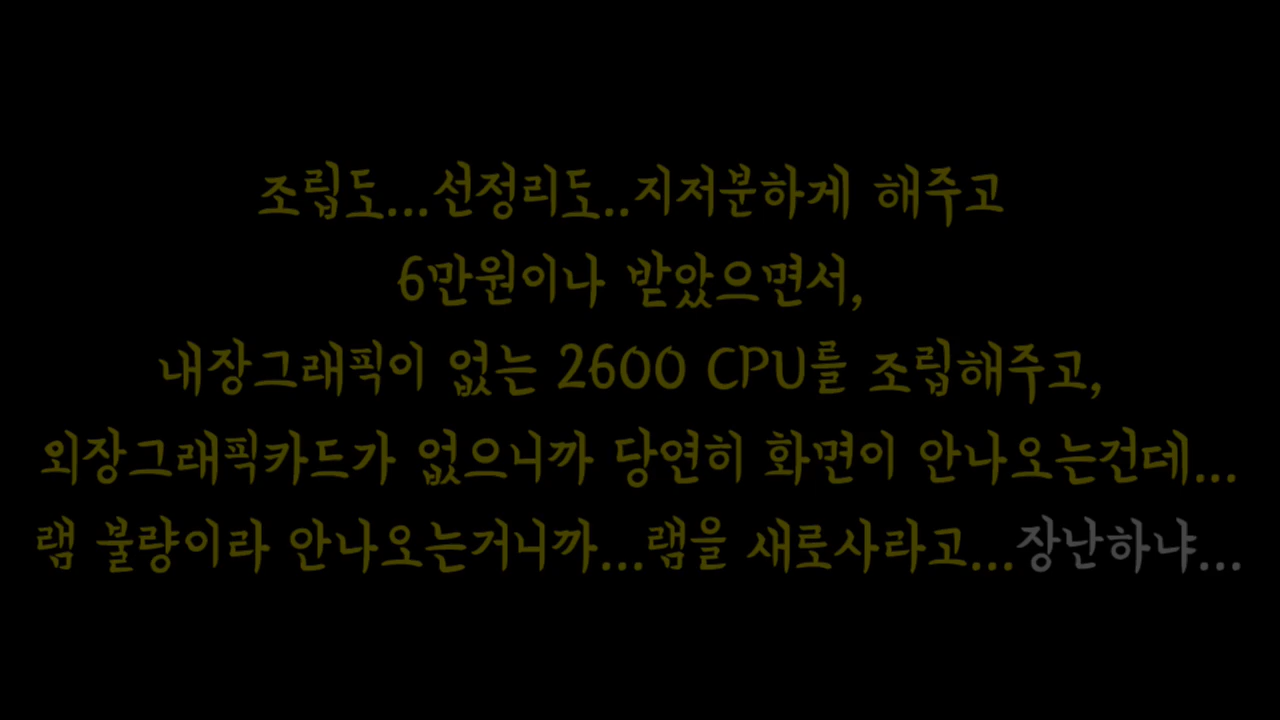 조립도...선정리도..지저분하게 해주고
6만원이나 받았으면서,
내장그래픽이 없는 2600 CPU를 조립해주고,
외장그래픽카드가 없으니까 당연히 화면이 안나오는건데...
램 불량이라 안나오는거니까...램을 새로사라고...장난하냐...